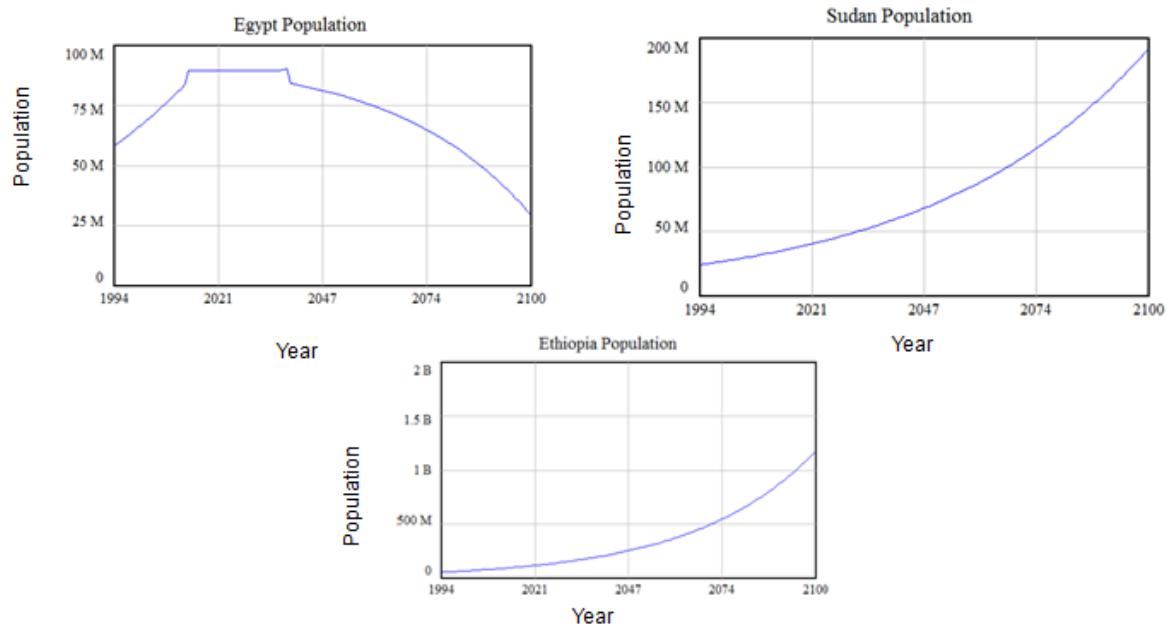 Egypt Population
100 M
75 M
50 M
25 M
0
Population
1994 2021 2047 2074 2100
Year
Sudan Population
200 M
150 M
100 M
50 M
0
Population
1994 2021 2047 2074 2100
Year
Ethiopia Population
2 B
1.5 B
1 B
500 M
0
Population
1994 2021 2047 2074 2100
Year